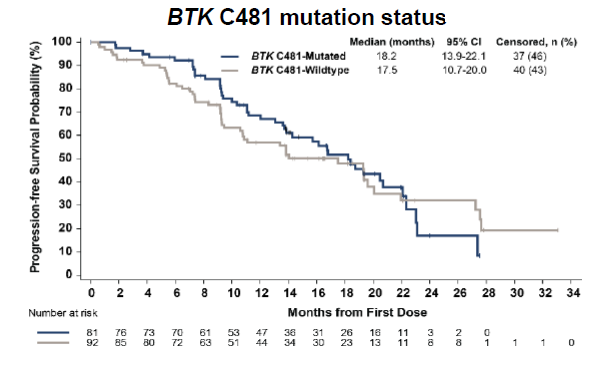 BTK C481 mutation status
Median (months) 95% CI Censored, n (%)
BTK C481-Mutated 18.2 13.9-22.1 37 (46)
BTK C481-Wildtype 17.5 10.7-20.0 40 (43)
Progression-free Survival Probability (%)
100
90
80
70
60
50
40
30
20
10
0
0 2 4 6 8 10 12 14 16 18 20 22 24 26 28 30 32 34
Number at risk Months from First Dose
81 76 73 70 61 53 47 36 31 26 16 11 3 2 0
92 85 80 72 63 51 44 34 30 23 13 11 8 8 1 1 1 0